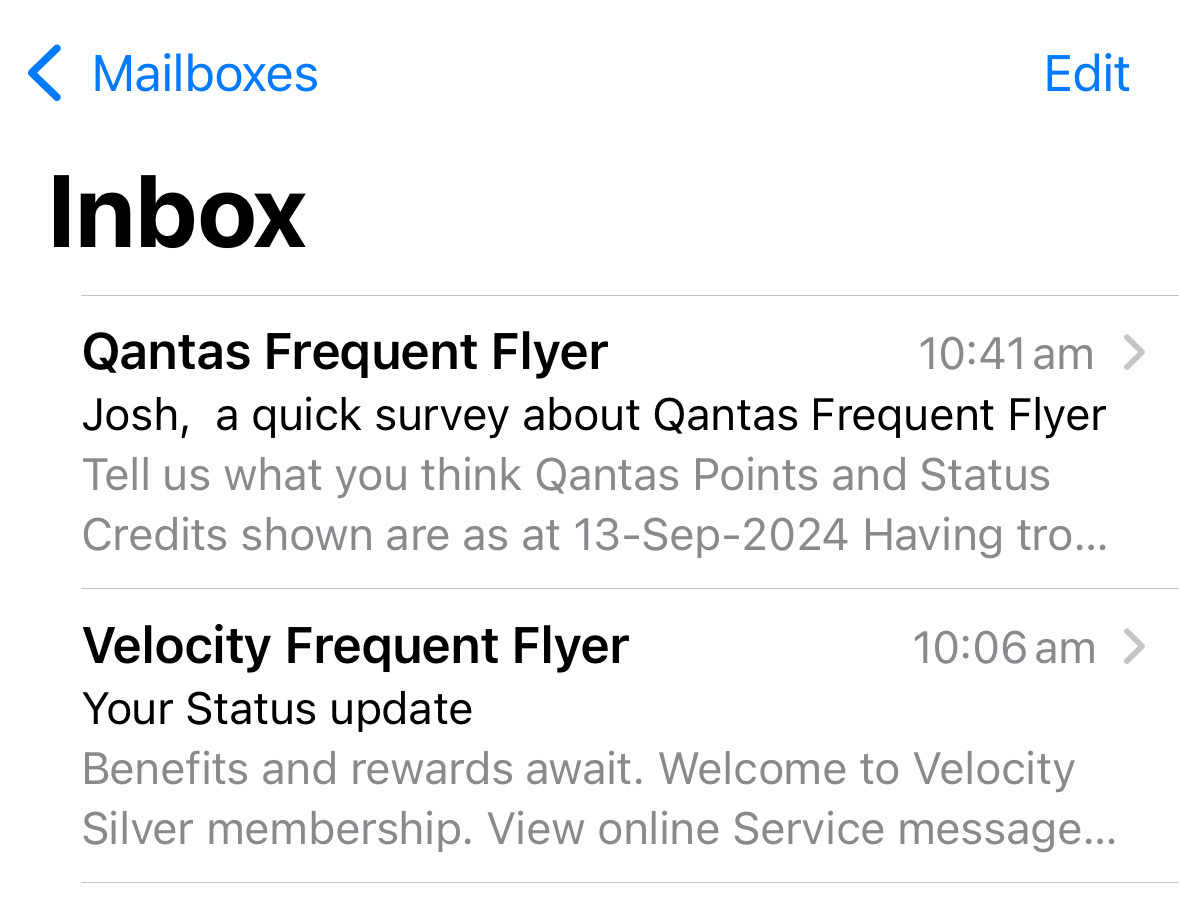 Mailboxes
Edit
Inbox
Qantas Frequent Flyer
10:41 am
Josh,  a quick survey about Qantas Frequent Flyer
Tell us what you think Qantas Points and Status
Credits shown are as at 13-Sep-2024 Having tro...
Velocity Frequent Flyer
10:06 am
Your Status update
Benefits and rewards await. Welcome to Velocity
Silver membership. View online Service message...